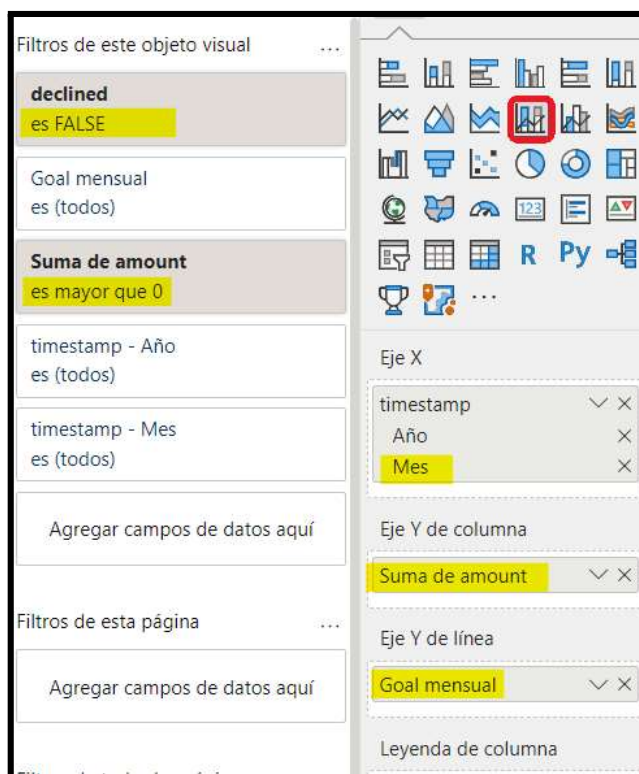 Filtros de este objeto visual ...
declined
es FALSE
Goal mensual
es (todos)
Suma de amount
es mayor que 0
timestamp - Año
es (todos)
timestamp - Mes
es (todos)
Agregar campos de datos aquí
Filtros de esta página ...
Agregar campos de datos aquí
123
R Py
...
Eje X
timestamp
Año
Mes
Eje Y de columna
Suma de amount
Eje Y de línea
Goal mensual
Leyenda de columna